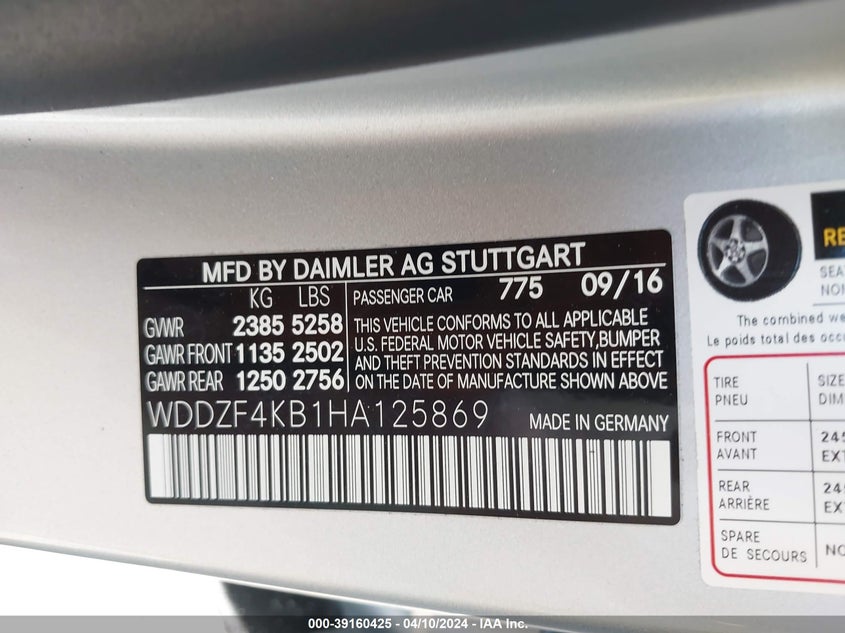 MFD BY DAIMLER AG STUTTGART
KG LBS
GVWR 2385 5258
GAWR FRONT 1135 2502
GAWR REAR 1250 2756
PASSENGER CAR 775 09/16
THIS VEHICLE CONFORMS TO ALL APPLICABLE
U.S. FEDERAL MOTOR VEHICLE SAFETY,BUMPER
AND THEFT PREVENTION STANDARDS IN EFFECT
ON THE DATE OF MANUFACTURE SHOWN ABOVE
WDDZF4KB1HA125869
MADE IN GERMANY
The combined
Le poids total des
TIRE
PNEU
FRONT
AVANT
REAR
ARRIÈRE
SPARE
DE SECOURS
000-39160425 - 04/10/2024 - IAA Inc.